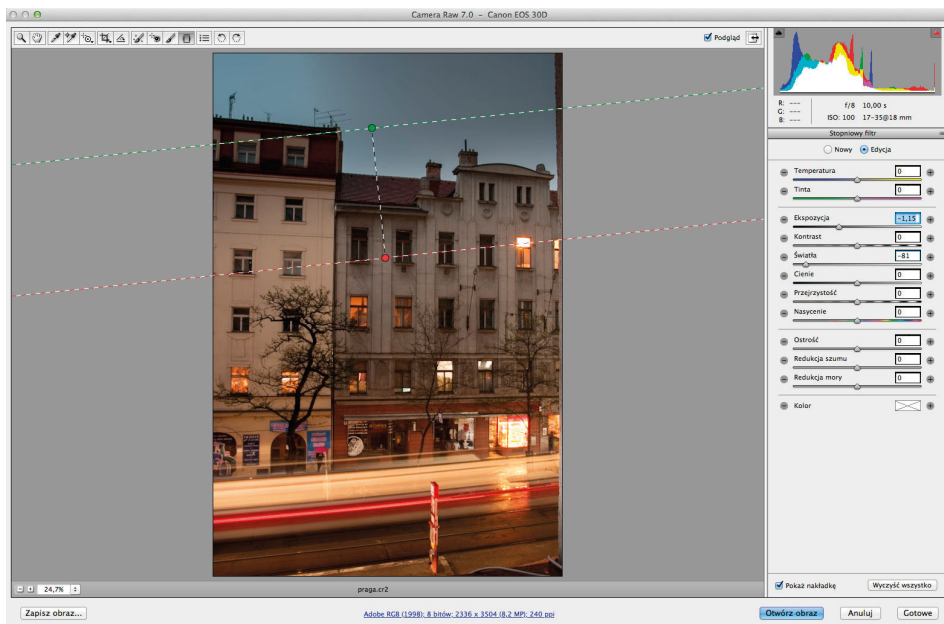 Camera Raw 7.0 – Canon EOS 30D
Podgląd
R: ---
G: ---
B: ---
f/8 10,00 s
ISO: 100 17-35@18 mm
Stopniowy filtr
Nowy Edycja
Temperatura 0
Tinta 0
Ekspozycja -1,15
Kontrast 0
Światła -81
Cienie 0
Przejrzystość 0
Nasycenie 0
Ostrość 0
Redukcja szumu 0
Redukcja mory 0
Kolor
Pokaż nakładkę Wyczyść wszystko
24,7% praga.cr2
Zapisz obraz... Adobe RGB (1998); 8 bitów; 2336 x 3504 (8,2 MP); 240 ppi Otwórz obraz Anuluj Gotowe